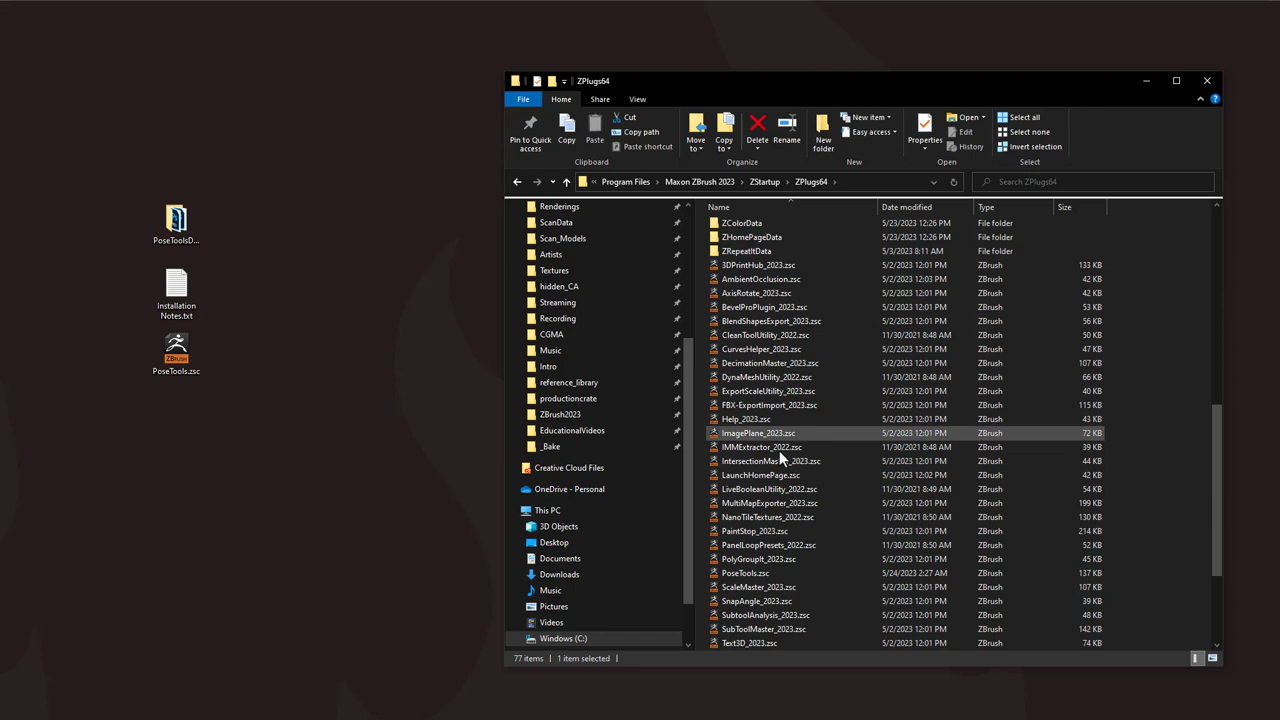 ZPlugs64
File Home Share View
Pin to Quick access
Copy
Paste
Cut
Copy path
Paste shortcut
Move to
Copy to
Delete
Rename
New folder
New item
Easy access
Properties
Open
Edit
History
Select all
Select none
Invert selection
Clipboard Organize New Open Select
« Program Files › Maxon ZBrush 2023 › ZStartup › ZPlugs64 ›
Search ZPlugs64
PoseToolsD...
Installation
Notes.txt
ZBRUSH
PoseTools.zsc
Renderings
ScanData
Scan_Models
Artists
Textures
hidden_CA
Streaming
Recording
CGMA
Music
Intro
reference_library
productioncrate
ZBrush2023
EducationalVideos
_Bake
Creative Cloud Files
OneDrive - Personal
This PC
3D Objects
Desktop
Documents
Downloads
Music
Pictures
Videos
Windows (C:)
Name Date modified Type Size
ZColorData 5/23/2023 12:26 PM File folder
ZHomePageData 5/23/2023 12:26 PM File folder
ZRepeatItData 5/3/2023 8:11 AM File folder
3DPrintHub_2023.zsc 5/2/2023 12:01 PM ZBrush 133 KB
AmbientOcclusion.zsc 5/2/2023 12:03 PM ZBrush 42 KB
AxisRotate_2023.zsc 5/2/2023 12:01 PM ZBrush 42 KB
BevelProPlugin_2023.zsc 5/2/2023 12:01 PM ZBrush 53 KB
BlendShapesExport_2023.zsc 5/2/2023 12:01 PM ZBrush 56 KB
CleanToolUtility_2022.zsc 11/30/2021 8:48 AM ZBrush 50 KB
CurvesHelper_2023.zsc 5/2/2023 12:01 PM ZBrush 47 KB
DecimationMaster_2023.zsc 5/2/2023 12:01 PM ZBrush 107 KB
DynaMeshUtility_2022.zsc 11/30/2021 8:48 AM ZBrush 66 KB
ExportScaleUtility_2023.zsc 5/2/2023 12:01 PM ZBrush 40 KB
FBX-ExportImport_2023.zsc 5/2/2023 12:01 PM ZBrush 115 KB
Help_2023.zsc 5/2/2023 12:01 PM ZBrush 43 KB
ImagePlane_2023.zsc 5/2/2023 12:01 PM ZBrush 72 KB
IMMExtractor_2022.zsc 11/30/2021 8:48 AM ZBrush 39 KB
IntersectionMas _2023.zsc 5/2/2023 12:01 PM ZBrush 44 KB
LaunchHomePage.zsc 5/2/2023 12:02 PM ZBrush 42 KB
LiveBooleanUtility_2022.zsc 11/30/2021 8:49 AM ZBrush 54 KB
MultiMapExporter_2023.zsc 5/2/2023 12:01 PM ZBrush 199 KB
NanoTileTextures_2022.zsc 11/30/2021 8:50 AM ZBrush 130 KB
PaintStop_2023.zsc 5/2/2023 12:01 PM ZBrush 214 KB
PanelLoopPresets_2022.zsc 11/30/2021 8:50 AM ZBrush 52 KB
PolyGroupIt_2023.zsc 5/2/2023 12:01 PM ZBrush 45 KB
PoseTools.zsc 5/24/2023 2:27 AM ZBrush 137 KB
ScaleMaster_2023.zsc 5/2/2023 12:01 PM ZBrush 107 KB
SnapAngle_2023.zsc 5/2/2023 12:01 PM ZBrush 39 KB
SubtoolAnalysis_2023.zsc 5/2/2023 12:01 PM ZBrush 48 KB
SubToolMaster_2023.zsc 5/2/2023 12:01 PM ZBrush 142 KB
Text3D_2023.zsc 5/2/2023 12:01 PM ZBrush 74 KB
77 items 1 item selected